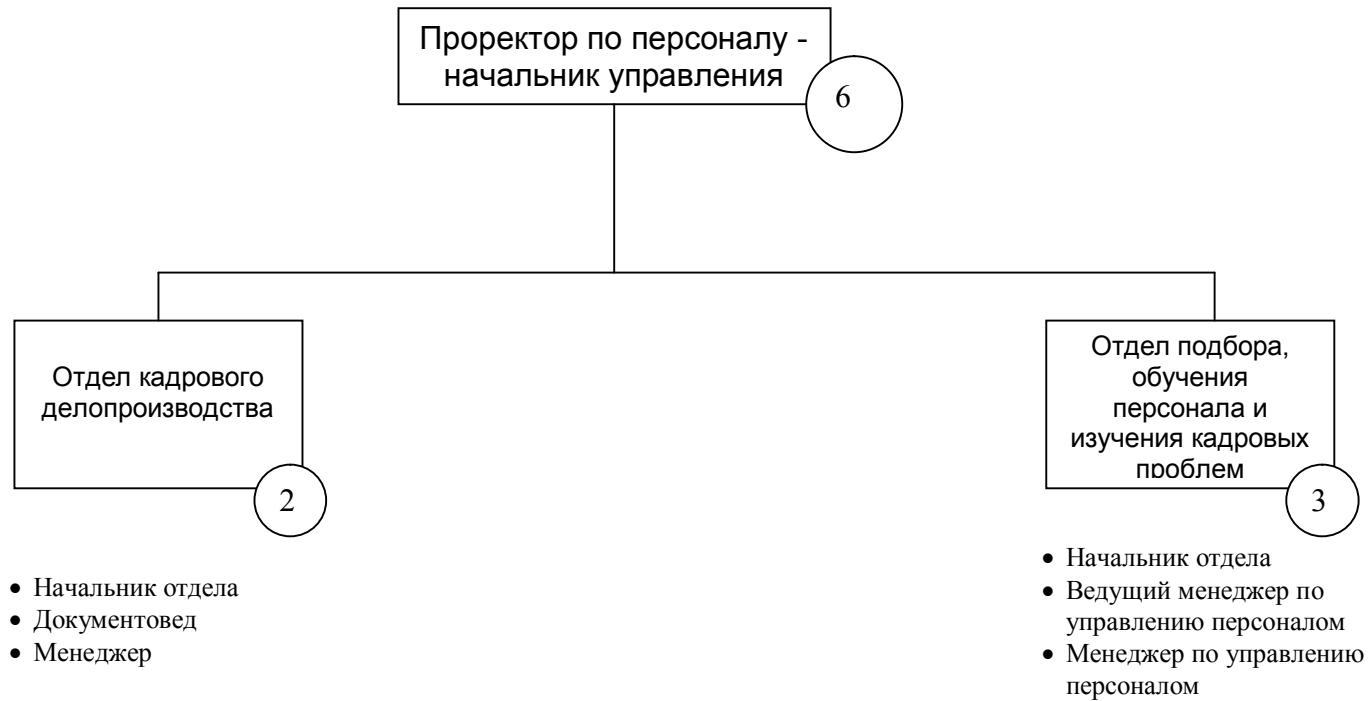 Проректор по персоналу -
начальник управления
6
Отдел кадрового
делопроизводства
2
Отдел подбора,
обучения
персонала и
изучения кадровых
проблем
3
• Начальник отдела
• Документовед
• Менеджер
• Начальник отдела
• Ведущий менеджер по
управлению персоналом
• Менеджер по управлению
персоналом